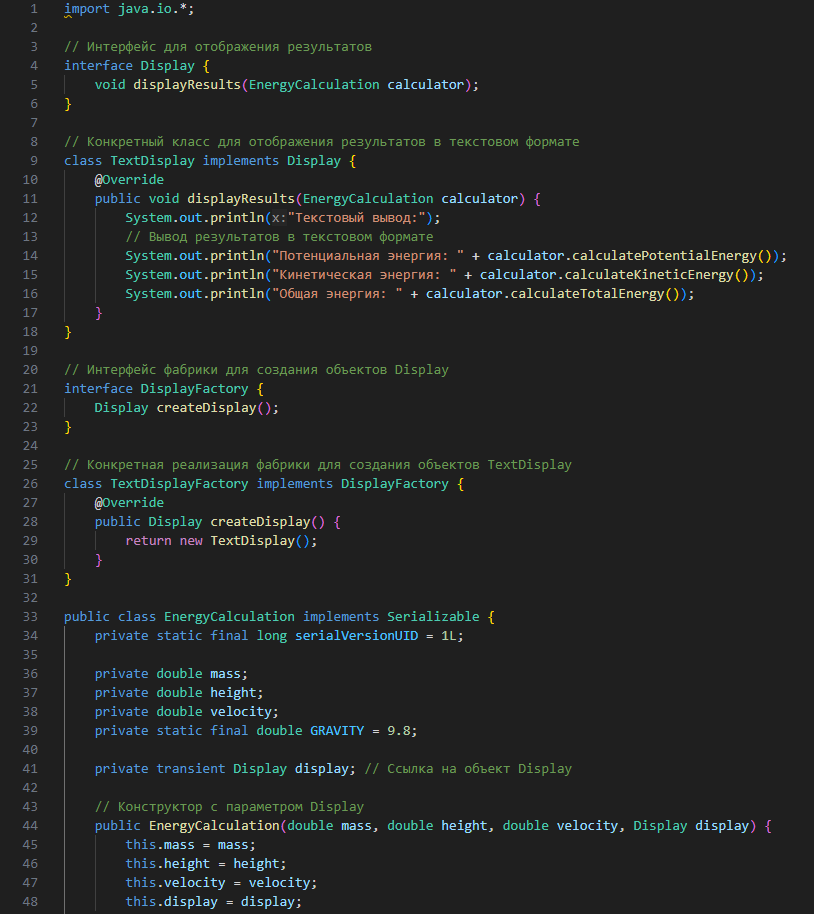 1 import java.io.*;
2
3 // Интерфейс для отображения результатов
4 interface Display {
5     void displayResults(EnergyCalculation calculator);
6 }
7
8 // Конкретный класс для отображения результатов в текстовом формате
9 class TextDisplay implements Display {
10     @Override
11     public void displayResults(EnergyCalculation calculator) {
12         System.out.println(x:"Текстовый вывод:");
13         // Вывод результатов в текстовом формате
14         System.out.println("Потенциальная энергия: " + calculator.calculatePotentialEnergy());
15         System.out.println("Кинетическая энергия: " + calculator.calculateKineticEnergy());
16         System.out.println("Общая энергия: " + calculator.calculateTotalEnergy());
17     }
18 }
19
20 // Интерфейс фабрики для создания объектов Display
21 interface DisplayFactory {
22     Display createDisplay();
23 }
24
25 // Конкретная реализация фабрики для создания объектов TextDisplay
26 class TextDisplayFactory implements DisplayFactory {
27     @Override
28     public Display createDisplay() {
29         return new TextDisplay();
30     }
31 }
32
33 public class EnergyCalculation implements Serializable {
34     private static final long serialVersionUID = 1L;
35
36     private double mass;
37     private double height;
38     private double velocity;
39     private static final double GRAVITY = 9.8;
40
41     private transient Display display; // Ссылка на объект Display
42
43     // Конструктор с параметром Display
44     public EnergyCalculation(double mass, double height, double velocity, Display display) {
45         this.mass = mass;
46         this.height = height;
47         this.velocity = velocity;
48         this.display = display;